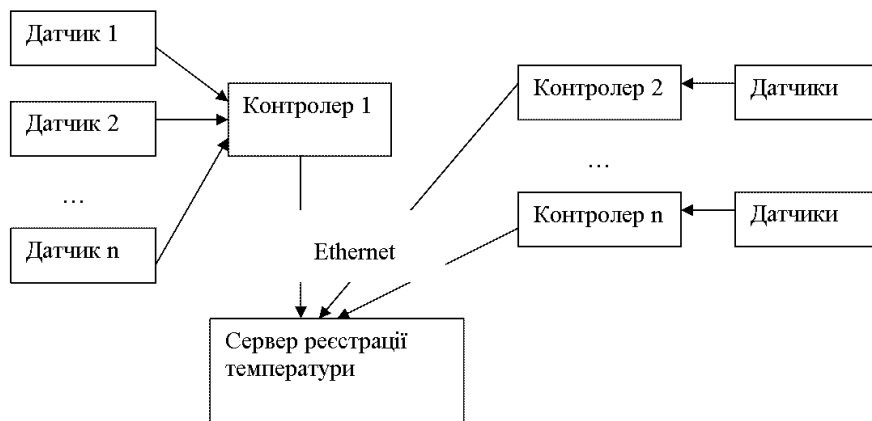 Датчик 1
Датчик 2
...
Датчик n
Контролер 1
Контролер 2
Датчики
...
Контролер n
Датчики
Ethernet
Сервер реєстрації
температури